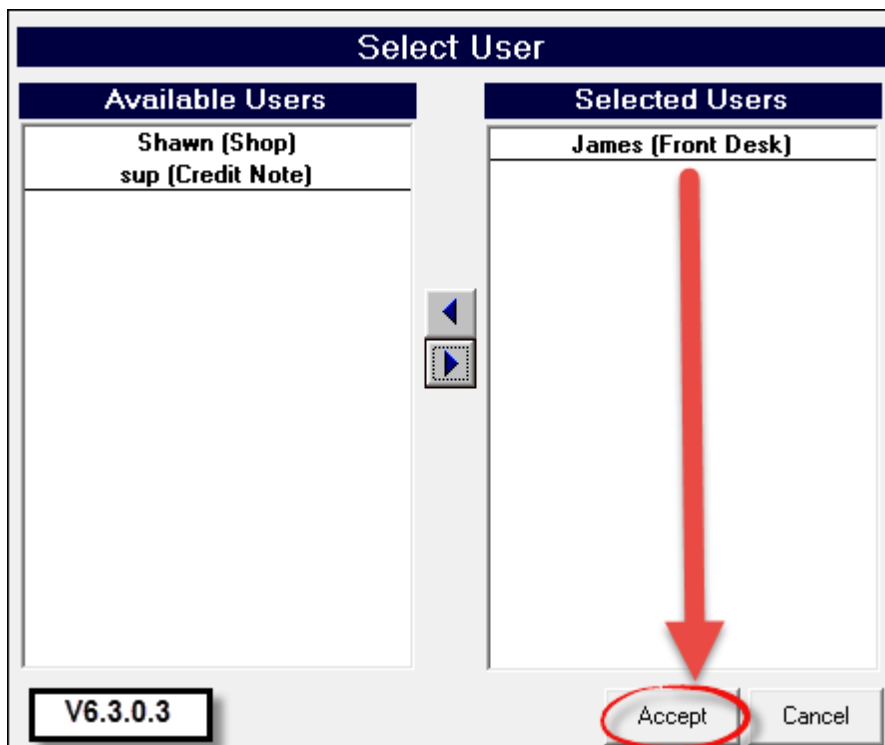 Select User
Available Users
Selected Users
Shawn (Shop)
sup (Credit Note)
James (Front Desk)
V6.3.0.3
Accept
Cancel